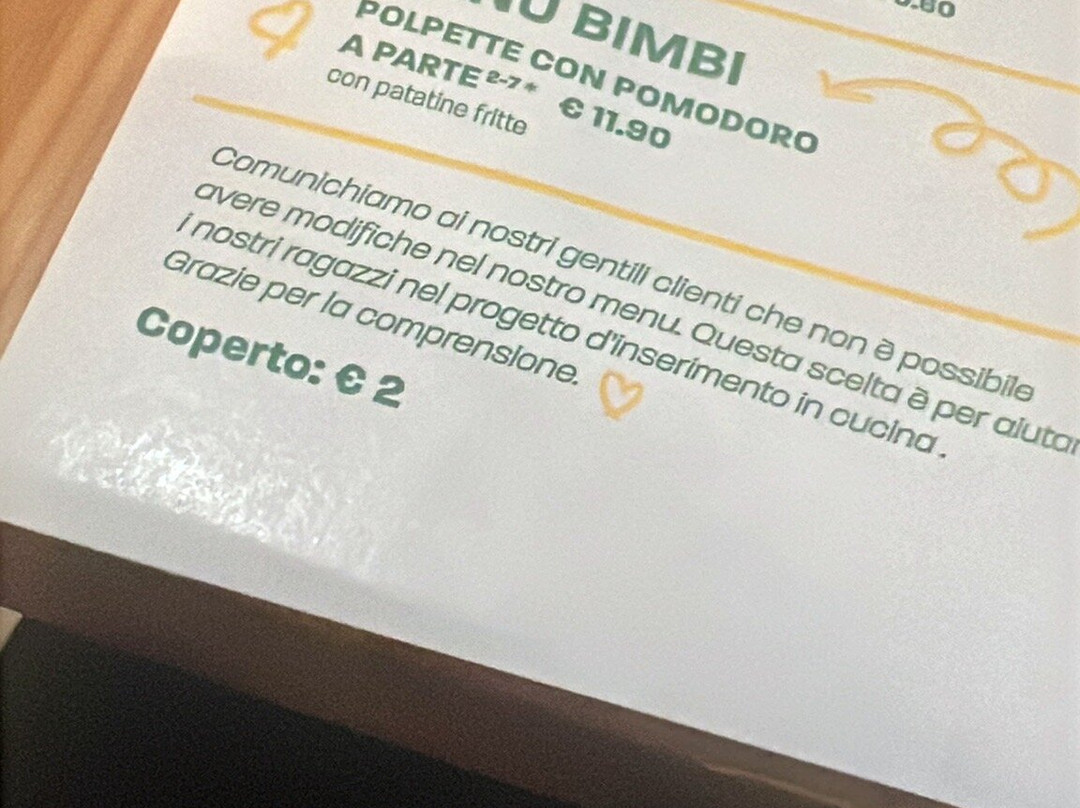 BIMBI
POLPETTE CON POMODORO
A PARTE 2-7* € 11.90
con patatine fritte
Comunichiamo ai nostri gentili clienti che non è possibile
avere modifiche nel nostro menu. Questa scelta è per aiutar
i nostri ragazzi nel progetto d'inserimento in cucina .
Grazie per la comprensione.
Coperto: € 2